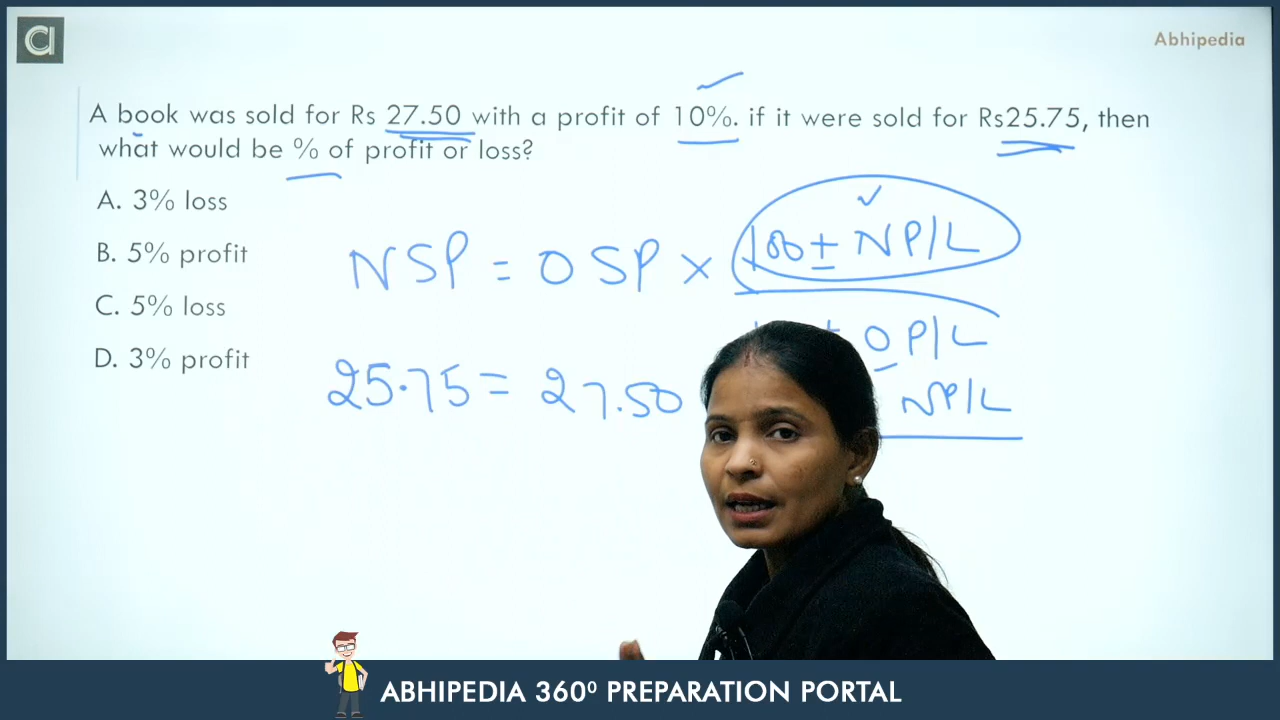 Abhipedia
A book was sold for Rs 27.50 with a profit of 10%. if it were sold for Rs25.75, then
what would be % of profit or loss?
A. 3% loss
B. 5% profit
C. 5% loss
D. 3% profit
NSP = OSP × 100 ± NP/L
O P/L
25.75 = 27.50 NP/L
ABHIPEDIA 360⁰ PREPARATION PORTAL